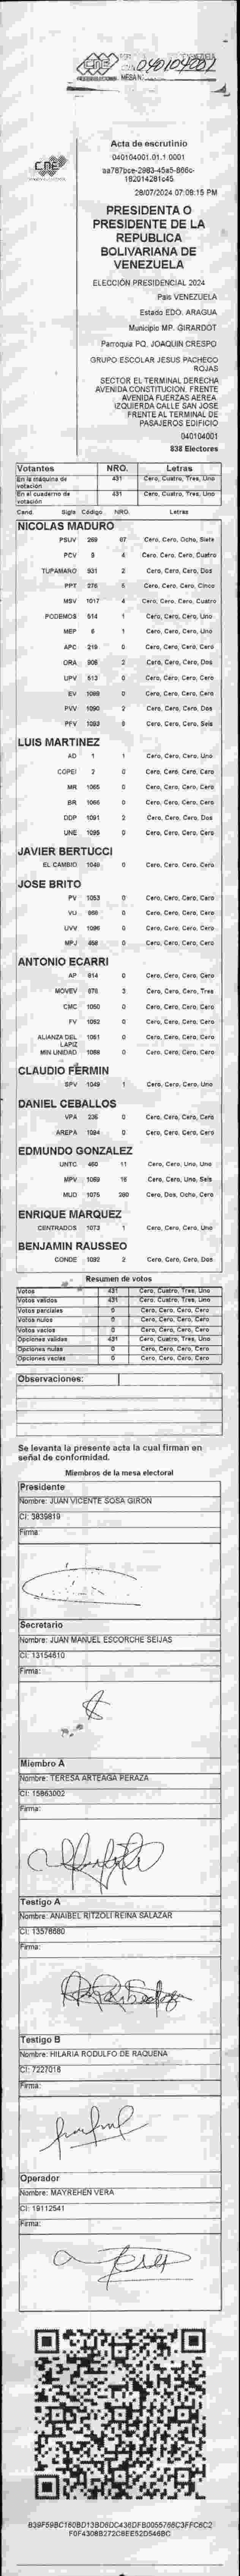 CNE
MESA N
040104001
CNE
Acta de escrutinio
040104001.01.1.0001
192014281c45
28/07/2024 07:08:15 PM
PRESIDENTA O
PRESIDENTE DE LA
REPUBLICA
BOLIVARIANA DE
VENEZUELA
ELECCIÓN PRESIDENCIAL 2024
País VENEZUELA
Estado EDO. ARAGUA
Municipio MP. GIRARDOT
Parroquia PQ. JOAQUIN CRESPO
GRUPO ESCOLAR JESUS PACHECO
ROJAS
SECTOR EL TERMINAL DERECHA
AVENIDA CONSTITUCION. FRENTE
AVENIDA FUERZAS AEREA.
IZQUIERDA CALLE SAN JOSE
FRENTE AL TERMINAL DE
PASAJEROS EDIFICIO
040104001
838 Electores
Votantes NRO. Letras
En la máquina de votación 431 Cero, Cuatro, Tres, Uno
En el cuaderno de votación 431 Cero, Cuatro, Tres, Uno
Cand. Sigla Código NRO. Letras
NICOLAS MADURO
PSUV 269 87 Cero, Cero, Ocho, Siete
PCV 9 4 Cero, Cero, Cero, Cuatro
TUPAMARO 931 2 Cero, Cero, Cero, Dos
PPT 276 5 Cero, Cero, Cero, Cinco
MSV 1017 4 Cero, Cero, Cero, Cuatro
PODEMOS 514 1 Cero, Cero, Cero, Uno
MEP 6 1 Cero, Cero, Cero, Uno
APC 219 0 Cero, Cero, Cero, Cero
ORA 906 2 Cero, Cero, Cero, Dos
UPV 513 0 Cero, Cero, Cero, Cero
EV 1089 0 Cero, Cero, Cero, Cero
PVV 1090 2 Cero, Cero, Cero, Dos
PFV 1093 6 Cero, Cero, Cero, Seis
LUIS MARTINEZ
AD 1 1 Cero, Cero, Cero, Uno
COPEI 2 0 Cero, Cero, Cero, Cero
MR 1065 0 Cero, Cero, Cero, Cero
BR 1066 0 Cero, Cero, Cero, Cero
DDP 1091 2 Cero, Cero, Cero, Dos
UNE 1095 0 Cero, Cero, Cero, Cero
JAVIER BERTUCCI
EL CAMBIO 1048 0 Cero, Cero, Cero, Cero
JOSE BRITO
PV 1053 0 Cero, Cero, Cero, Cero
VU 868 0 Cero, Cero, Cero, Cero
UVV 1096 0 Cero, Cero, Cero, Cero
MPJ 458 0 Cero, Cero, Cero, Cero
ANTONIO ECARRI
AP 814 0 Cero, Cero, Cero, Cero
MOVEV 878 3 Cero, Cero, Cero, Tres
CMC 1050 0 Cero, Cero, Cero, Cero
FV 1052 0 Cero, Cero, Cero, Cero
ALIANZA DEL LAPIZ 1061 0 Cero, Cero, Cero, Cero
MIN UNIDAD 1088 0 Cero, Cero, Cero, Cero
CLAUDIO FERMIN
SPV 1049 1 Cero, Cero, Cero, Uno
DANIEL CEBALLOS
VPA 236 0 Cero, Cero, Cero, Cero
AREPA 1094 0 Cero, Cero, Cero, Cero
EDMUNDO GONZALEZ
UNTC 460 11 Cero, Cero, Uno, Uno
MPV 1069 16 Cero, Cero, Uno, Seis
MUD 1075 280 Cero, Dos, Ocho, Cero
ENRIQUE MARQUEZ
CENTRADOS 1073 1 Cero, Cero, Cero, Uno
BENJAMIN RAUSSEO
CONDE 1092 2 Cero, Cero, Cero, Dos
Resumen de votos
Votos 431 Cero, Cuatro, Tres, Uno
Votos válidos 431 Cero, Cuatro, Tres, Uno
Votos parciales 0 Cero, Cero, Cero, Cero
Votos nulos 0 Cero, Cero, Cero, Cero
Votos vacíos 0 Cero, Cero, Cero, Cero
Opciones válidas 431 Cero, Cuatro, Tres, Uno
Opciones nulas 0 Cero, Cero, Cero, Cero
Opciones vacías 0 Cero, Cero, Cero, Cero
Observaciones:
Se levanta la presente acta la cual firman en
señal de conformidad.
Miembros de la mesa electoral
Presidente
Nombre: JUAN VICENTE SOSA GIRON
CI: 3839819
Firma:
Secretario
Nombre: JUAN MANUEL ESCORCHE SEIJAS
CI: 13154610
Firma:
Miembro A
Nombre: TERESA ARTEAGA PERAZA
CI: 15863002
Firma:
Testigo A
Nombre: ANAIBEL RITZOLI REINA SALAZAR
CI: 13576680
Firma:
Testigo B
Nombre: HILARIA RODULFO DE RAQUENA
CI: 7227016
Firma:
Operador
Nombre: MAYREHEN VERA
CI: 19112541
Firma: